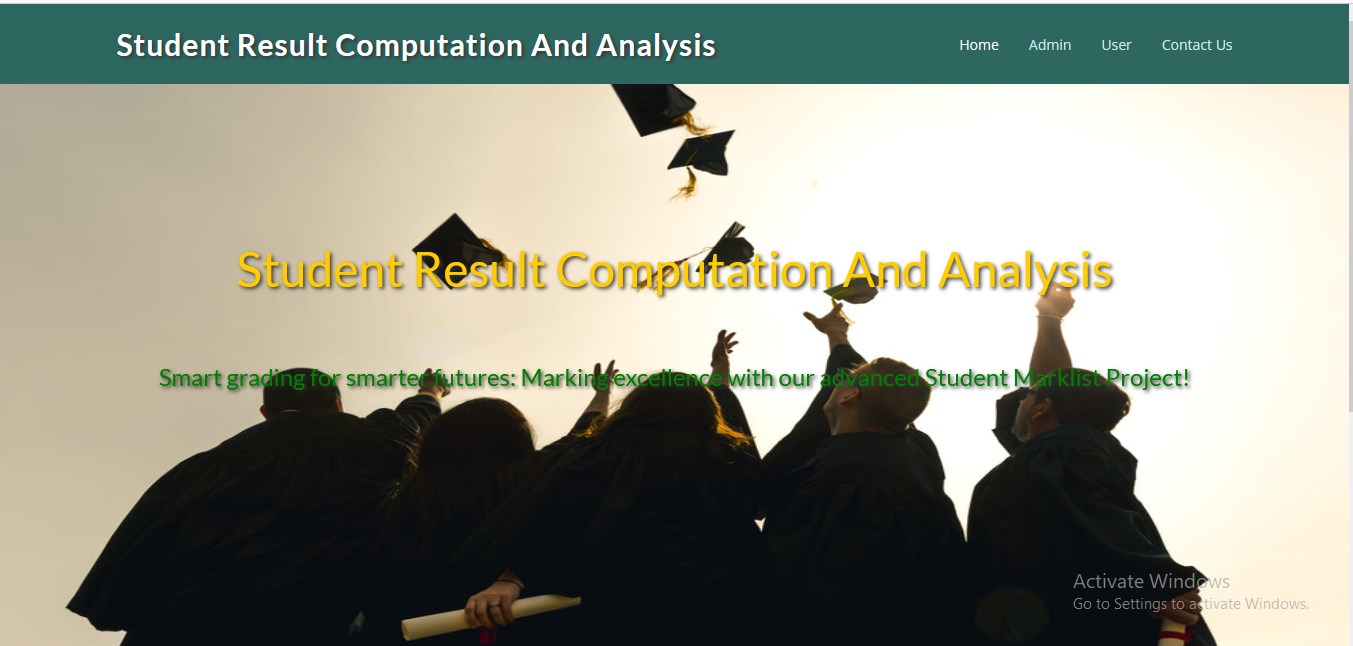 Student Result Computation And Analysis
Home Admin User Contact Us
Student Result Computation And Analysis
Smart grading for smarter futures: Marking excellence with our advanced Student Marklist Project!
Activate Windows
Go to Settings to activate Windows.